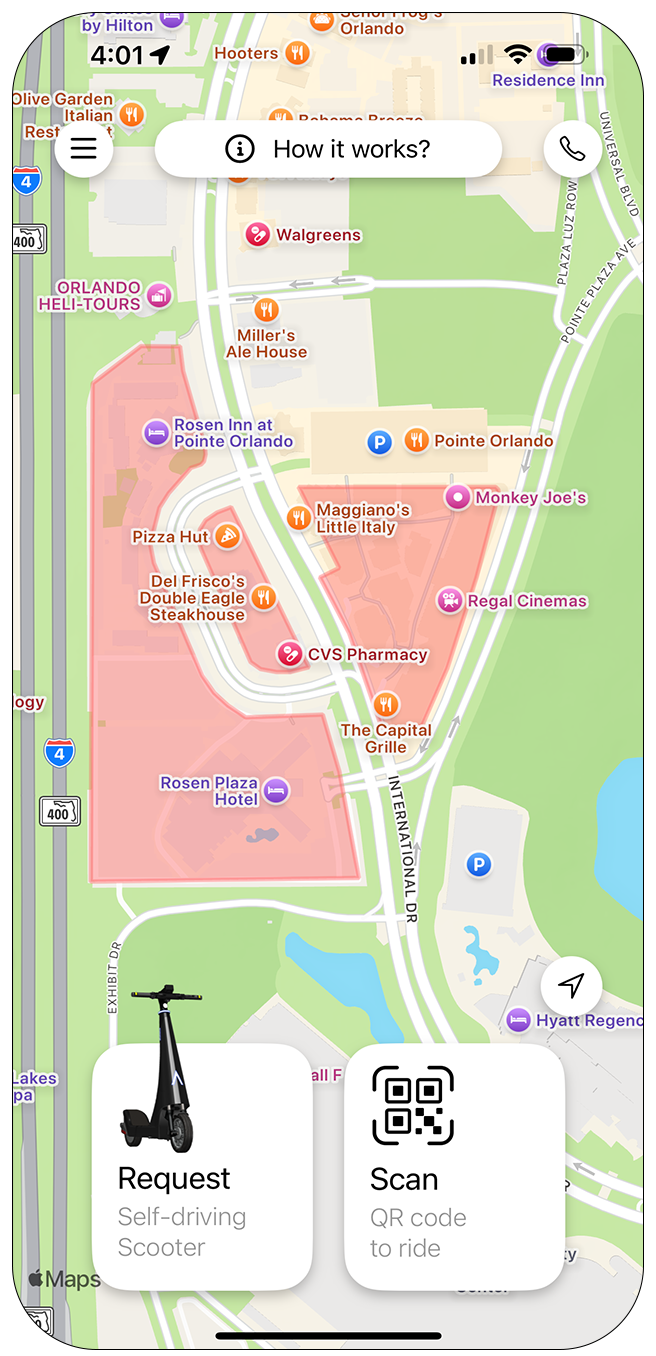 by Hilton
Señor Frog's
Orlando
4:01
Hooters
Residence Inn
Olive Garden
Italian
Bahama Breeze
How it works?
UNIVERSAL BLVD
4
400
PLAZA LUZ ROW
Walgreens
POINTE PLAZA AVE
ORLANDO
HELI-TOURS
Miller's
Ale House
Rosen Inn at
Pointe Orlando
P
Pointe Orlando
Monkey Joe's
Maggiano's
Little Italy
Pizza Hut
Del Frisco's
Double Eagle
Steakhouse
Regal Cinemas
CVS Pharmacy
ogy
The Capital
Grille
4
400
Rosen Plaza
Hotel
INTERNATIONAL DR
P
EXHIBIT DR
Hyatt Regenc
Lakes
pa
all F
Request
Self-driving
Scooter
Scan
QR code
to ride
ty
Maps
Center